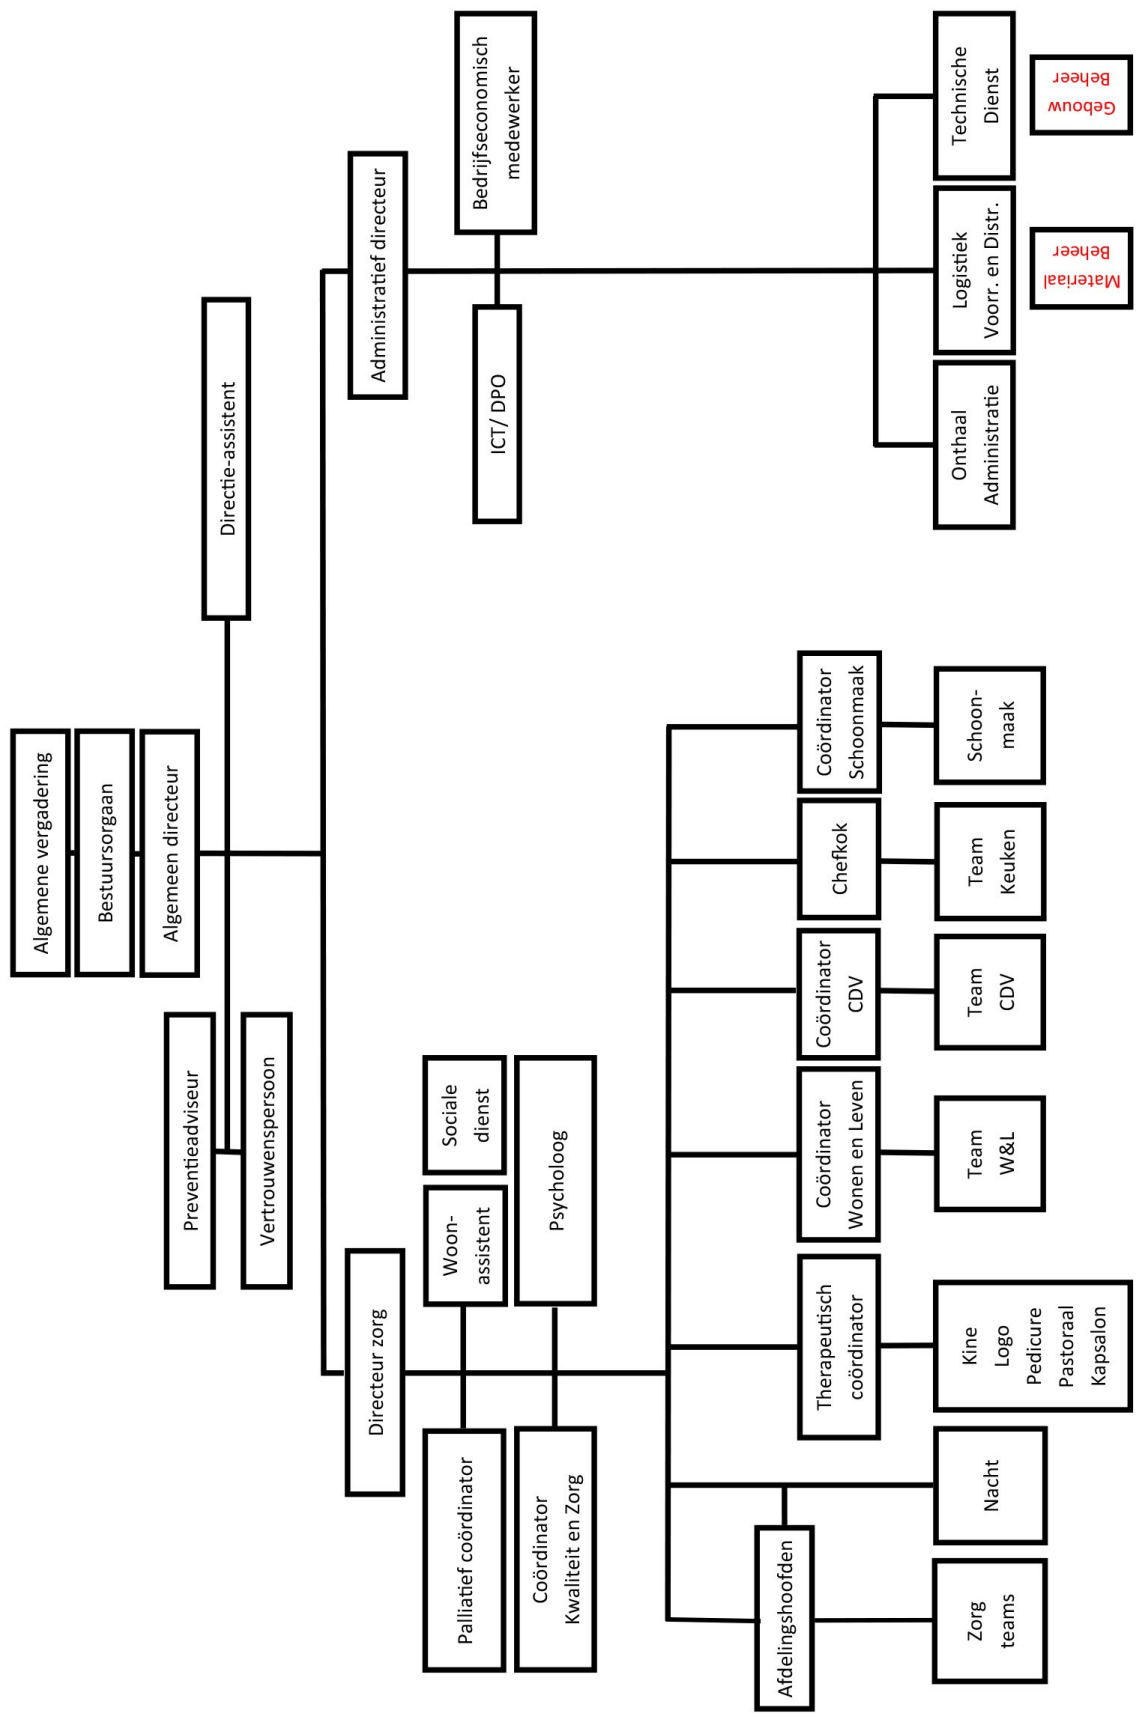 Algemene vergadering
Bestuursorgaan
Algemeen directeur
Preventieadviseur
Vertrouwenspersoon
Directie-assistent
Directeur zorg
Administratief directeur
Palliatief coördinator
Woon-
assistent
Sociale
dienst
Coördinator
Kwaliteit en Zorg
Psycholoog
ICT/ DPO
Bedrijfseconomisch
medewerker
Afdelingshoofden
Therapeutisch
coördinator
Coördinator
Wonen en Leven
Coördinator
CDV
Chefkok
Coördinator
Schoonmaak
Zorg
teams
Nacht
Kine
Logo
Pedicure
Pastoraal
Kapsalon
Team
W&L
Team
CDV
Team
Keuken
Schoon-
maak
Onthaal
Administratie
Logistiek
Voorr. en Distr.
Technische
Dienst
Materiaal
Beheer
Gebouw
Beheer